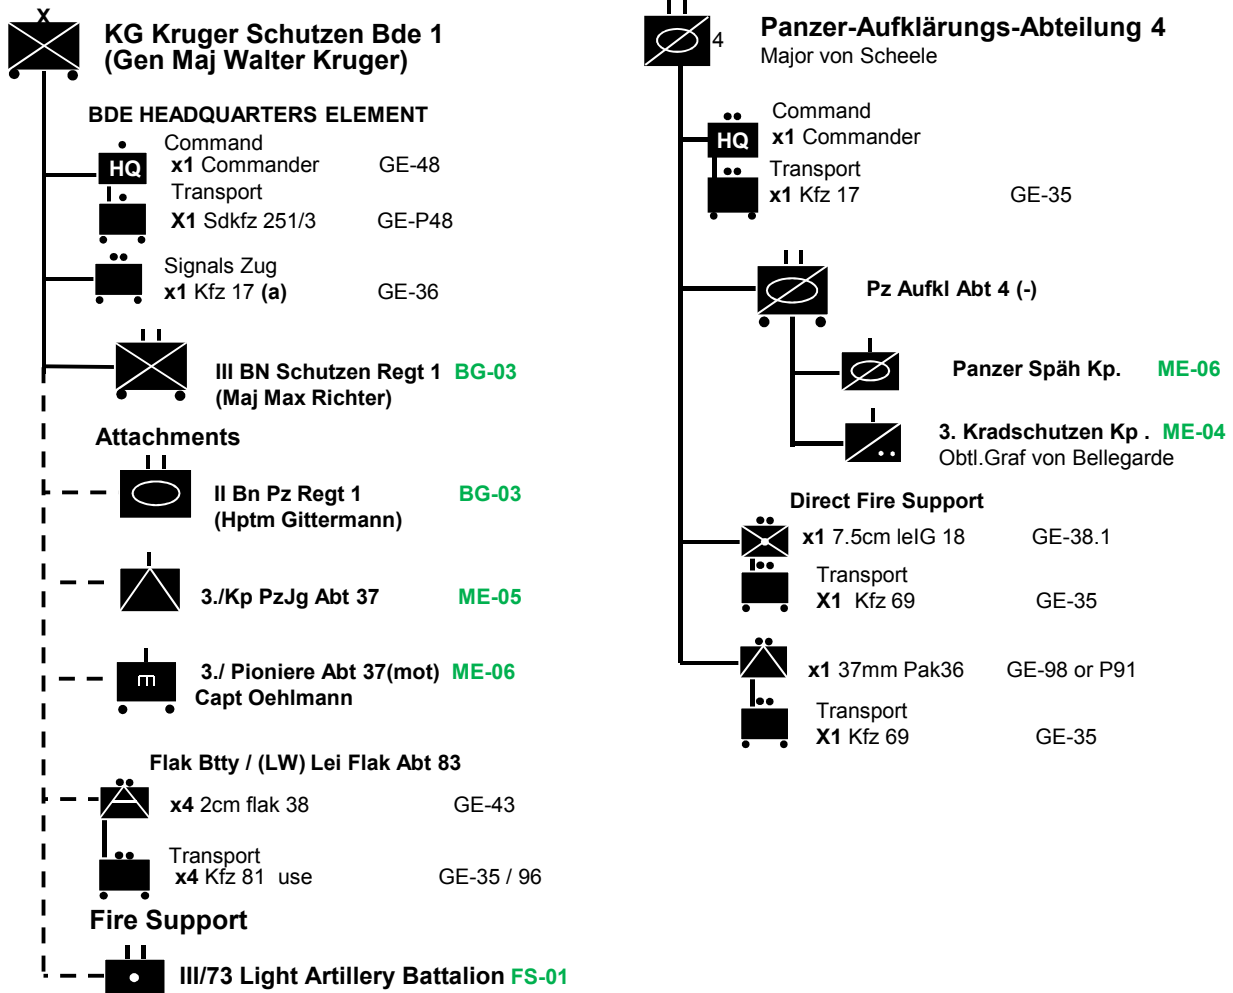 X
KG Kruger Schutzen Bde 1
(Gen Maj Walter Kruger)
BDE HEADQUARTERS ELEMENT
Command
HQ x1 Commander GE-48
Transport
X1 Sdkfz 251/3 GE-P48
Signals Zug
x1 Kfz 17 (a) GE-36
III BN Schutzen Regt 1 BG-03
(Maj Max Richter)
Attachments
II Bn Pz Regt 1 BG-03
(Hptm Gittermann)
3./Kp PzJg Abt 37 ME-05
3./ Pioniere Abt 37(mot) ME-06
Capt Oehlmann
Flak Btty / (LW) Lei Flak Abt 83
x4 2cm flak 38 GE-43
Transport
x4 Kfz 81 use GE-35 / 96
Fire Support
III/73 Light Artillery Battalion FS-01
4
Panzer-Aufklärungs-Abteilung 4
Major von Scheele
Command
HQ x1 Commander
Transport
x1 Kfz 17 GE-35
Pz Aufkl Abt 4 (-)
Panzer Späh Kp. ME-06
3. Kradschutzen Kp . ME-04
Obtl.Graf von Bellegarde
Direct Fire Support
x1 7.5cm leIG 18 GE-38.1
Transport
X1 Kfz 69 GE-35
x1 37mm Pak36 GE-98 or P91
Transport
X1 Kfz 69 GE-35